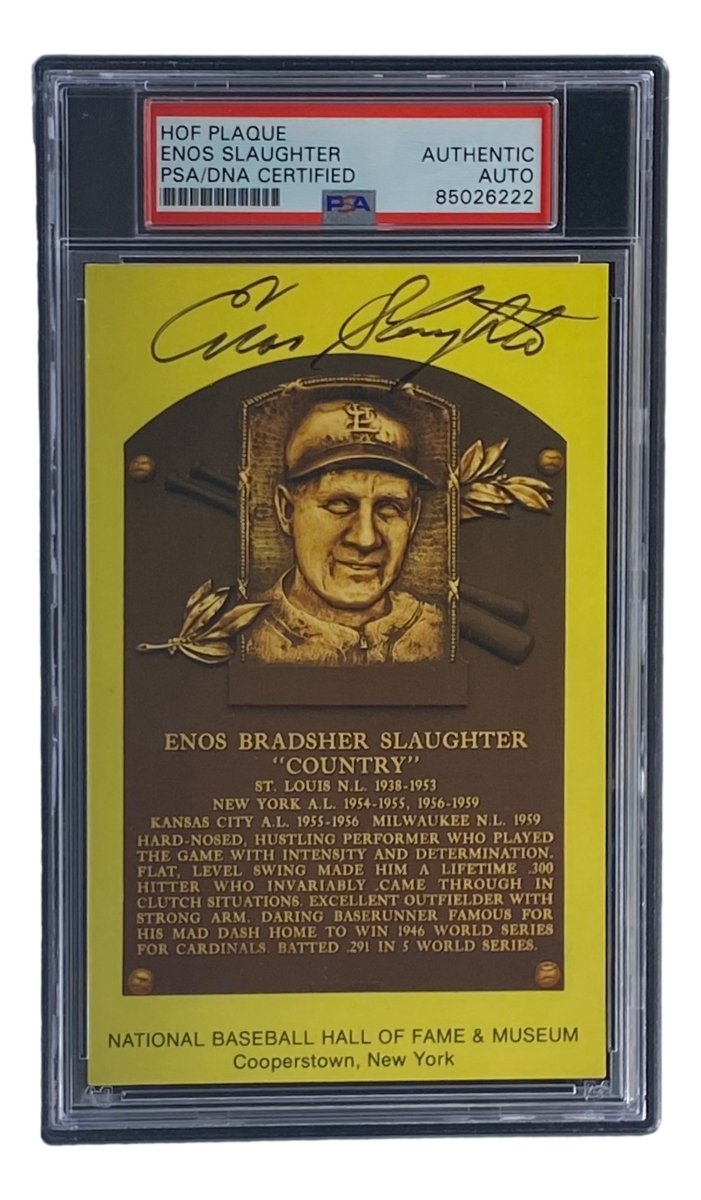 HOF PLAQUE
ENOS SLAUGHTER AUTHENTIC
PSA/DNA CERTIFIED AUTO
PSA 85026222
Enos Slaughter
STL
ENOS BRADSHER SLAUGHTER
"COUNTRY"
ST. LOUIS N.L. 1938-1953
NEW YORK A.L. 1954-1955, 1956-1959
KANSAS CITY A.L. 1955-1956 MILWAUKEE N.L. 1959
HARD-NOSED, HUSTLING PERFORMER WHO PLAYED
THE GAME WITH INTENSITY AND DETERMINATION.
FLAT, LEVEL SWING MADE HIM A LIFETIME .300
HITTER WHO INVARIABLY CAME THROUGH IN
CLUTCH SITUATIONS. EXCELLENT OUTFIELDER WITH
STRONG ARM. DARING BASERUNNER FAMOUS FOR
HIS MAD DASH HOME TO WIN 1946 WORLD SERIES
FOR CARDINALS. BATTED .291 IN 5 WORLD SERIES.
NATIONAL BASEBALL HALL OF FAME & MUSEUM
Cooperstown, New York